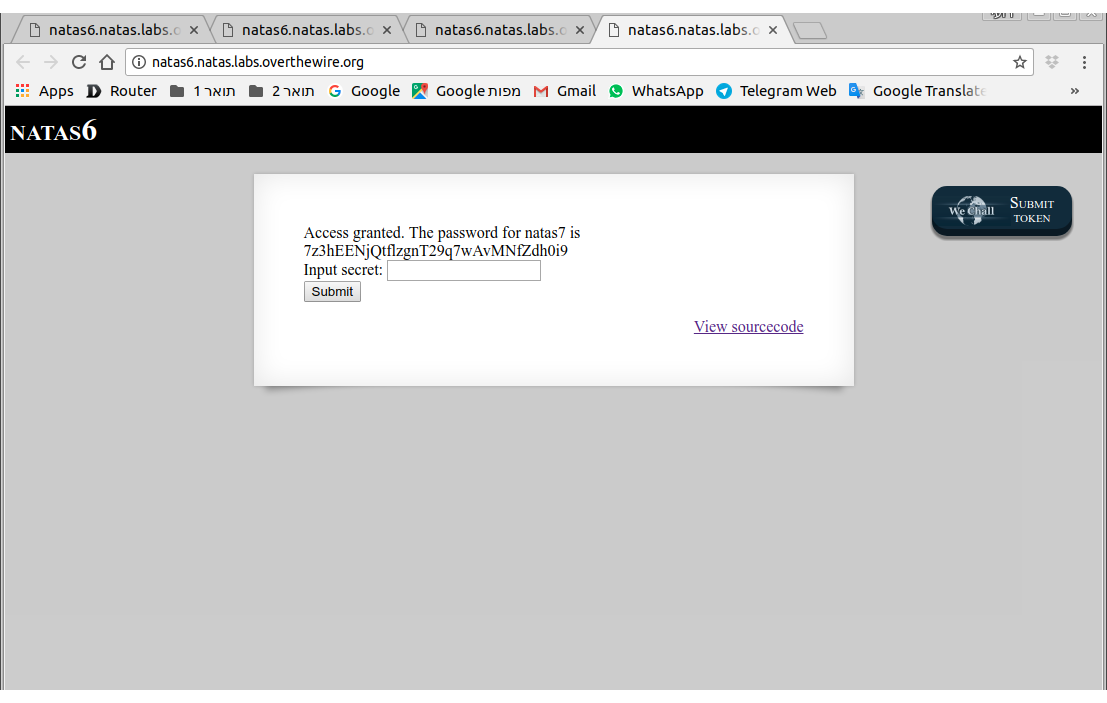 natas6.natas.labs.o
natas6.natas.labs.o
natas6.natas.labs.o
natas6.natas.labs.o
natas6.natas.labs.overthewire.org
Apps Router תואר 1 תואר 2 Google Google מפות Gmail WhatsApp Telegram Web Google Translate »
NATAS6
We Chall SUBMIT
TOKEN
Access granted. The password for natas7 is
7z3hEENjQtflzgnT29q7wAvMNfZdh0i9
Input secret:
Submit
View sourcecode